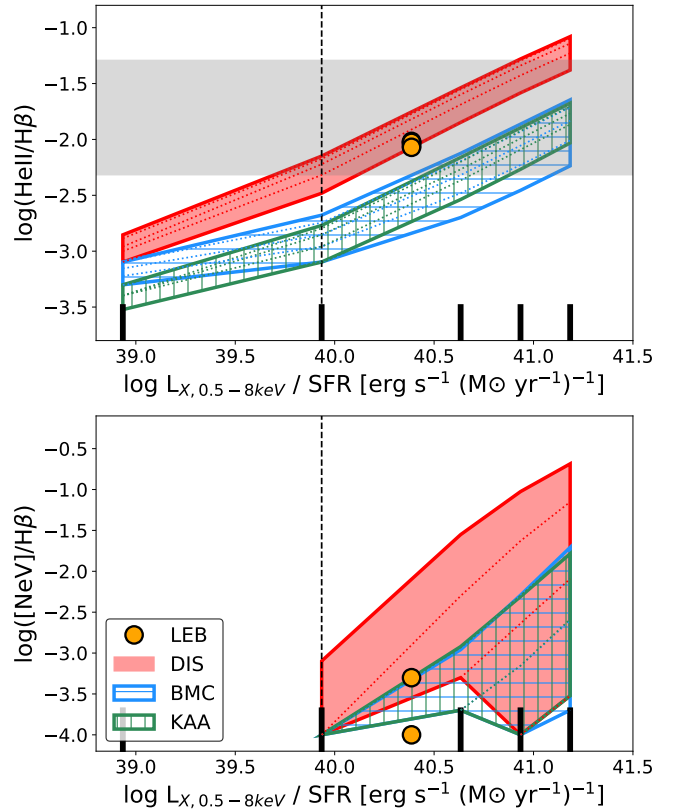 −1.0
−1.5
−2.0
−2.5
−3.0
−3.5
log(HeII/Hβ)
39.0 39.5 40.0 40.5 41.0 41.5
log L_{X, 0.5−8keV} / SFR [erg s⁻¹ (M⊙ yr⁻¹)⁻¹]
−0.5
−1.0
−1.5
−2.0
−2.5
−3.0
−3.5
−4.0
log([NeV]/Hβ)
LEB
DIS
BMC
KAA
39.0 39.5 40.0 40.5 41.0 41.5
log L_{X, 0.5−8keV} / SFR [erg s⁻¹ (M⊙ yr⁻¹)⁻¹]